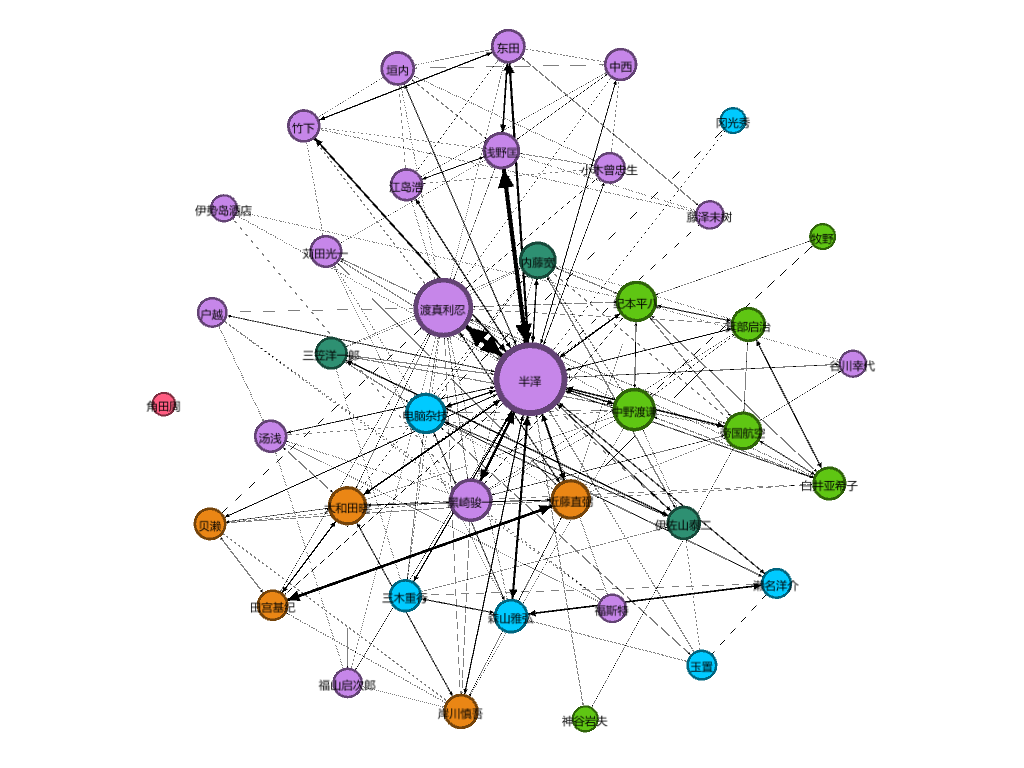 东田
垣内
中西
冈光秀
竹下
浅野匡
小木曾忠生
江岛浩
伊势岛酒店
藤泽未树
牧野
苅田光一
内藤宽
纪本平八
渡真利忍
户越
箕部启治
三笠洋一郎
谷川幸代
半泽
角田周
电脑杂技
中野渡谦
帝国航空
汤浅
白井亚希子
大和田暁
黑崎骏一
近藤直弼
贝濑
伊佐山泰二
三木重行
田宫基纪
森山雅弘
福斯特
玉置
福山启次郎
岸川慎吾
神谷岩夫